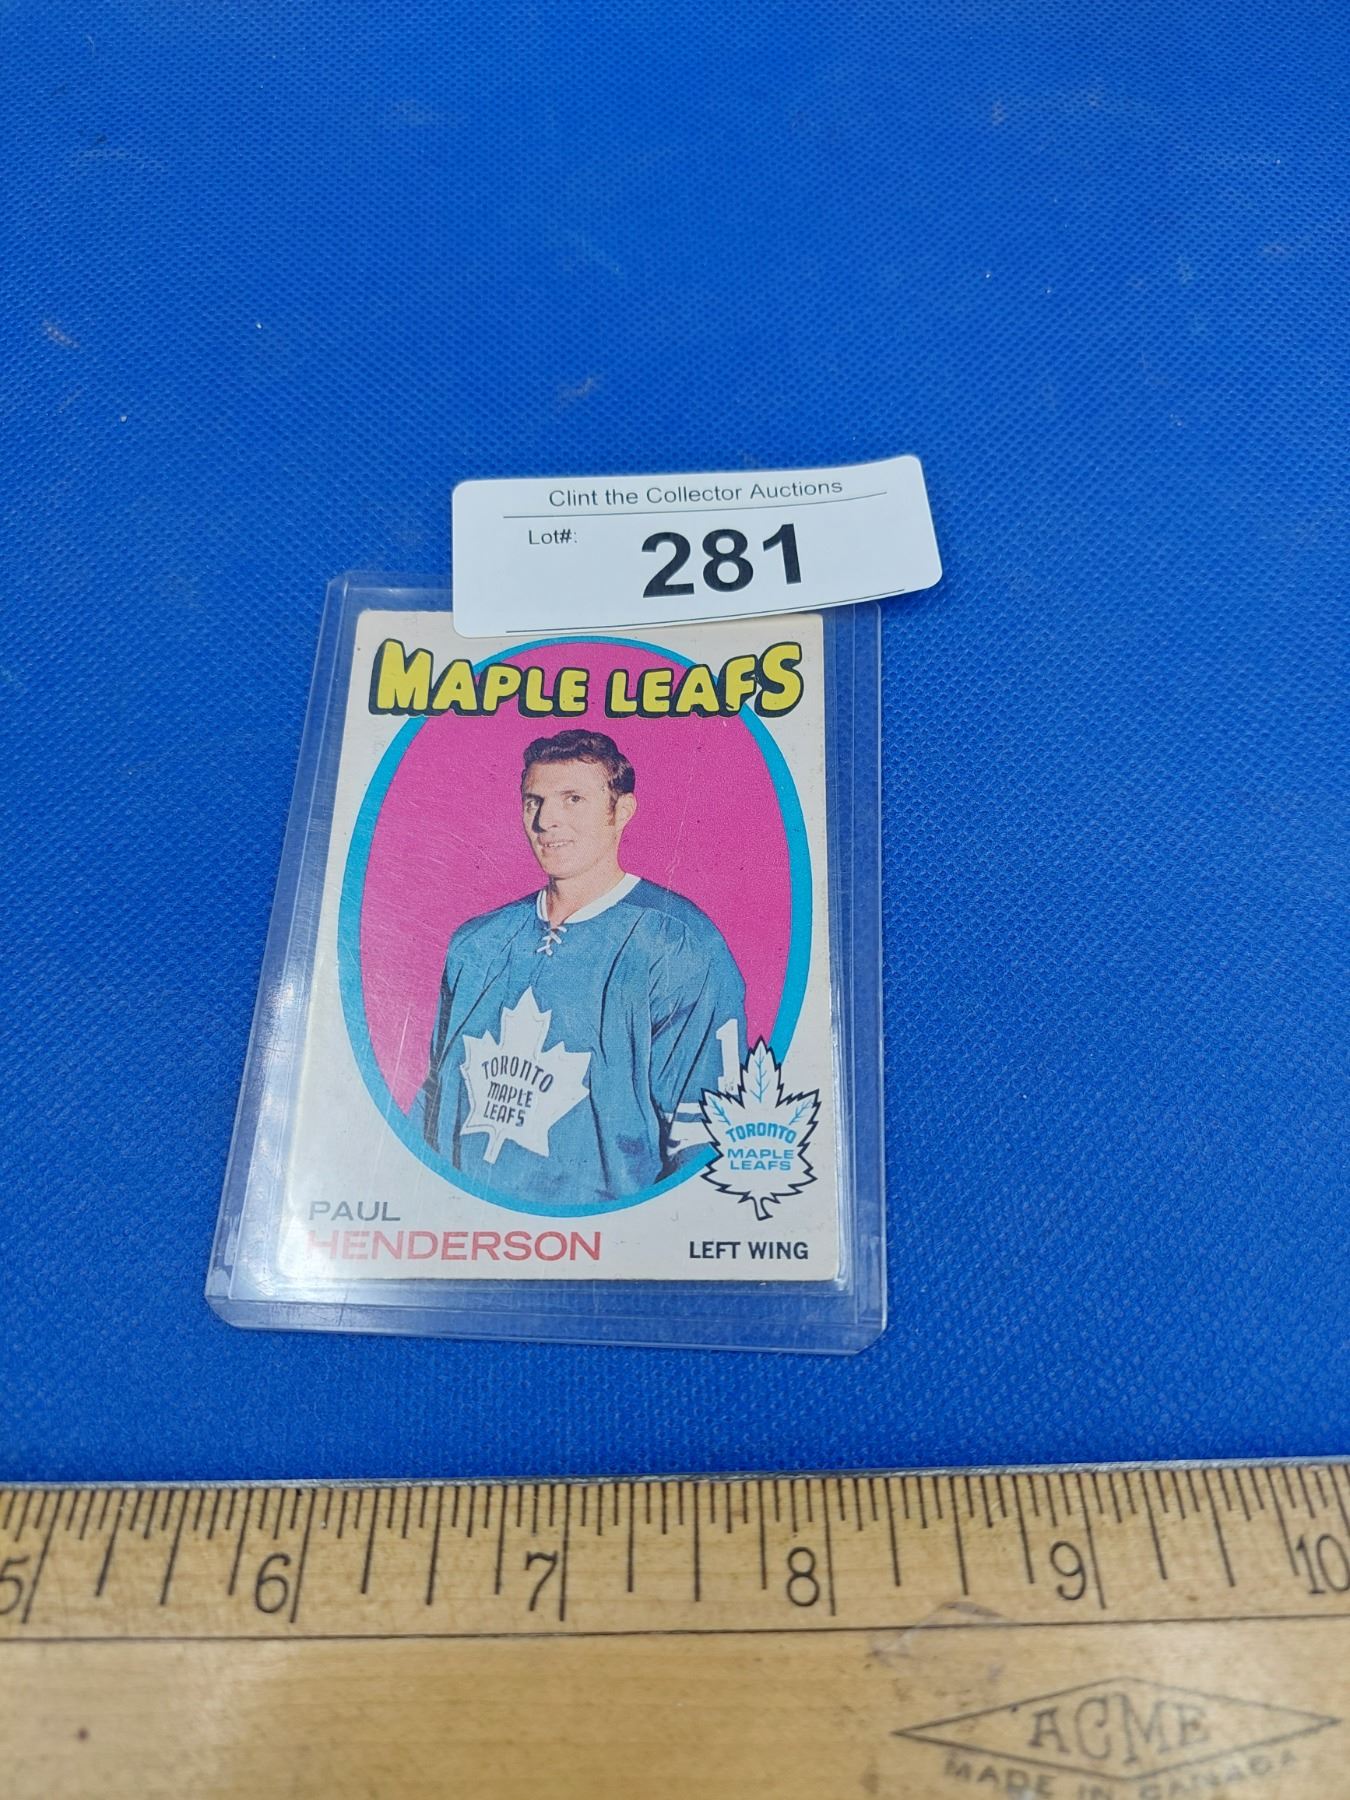 Clint the Collector Auctions
Lot#:
281
MAPLE LEAFS
TORONTO
MAPLE
LEAFS
1
TORONTO
MAPLE
LEAFS
PAUL
HENDERSON
LEFT WING
5 6 7 8 9 10
ACME
MADE IN CANADA